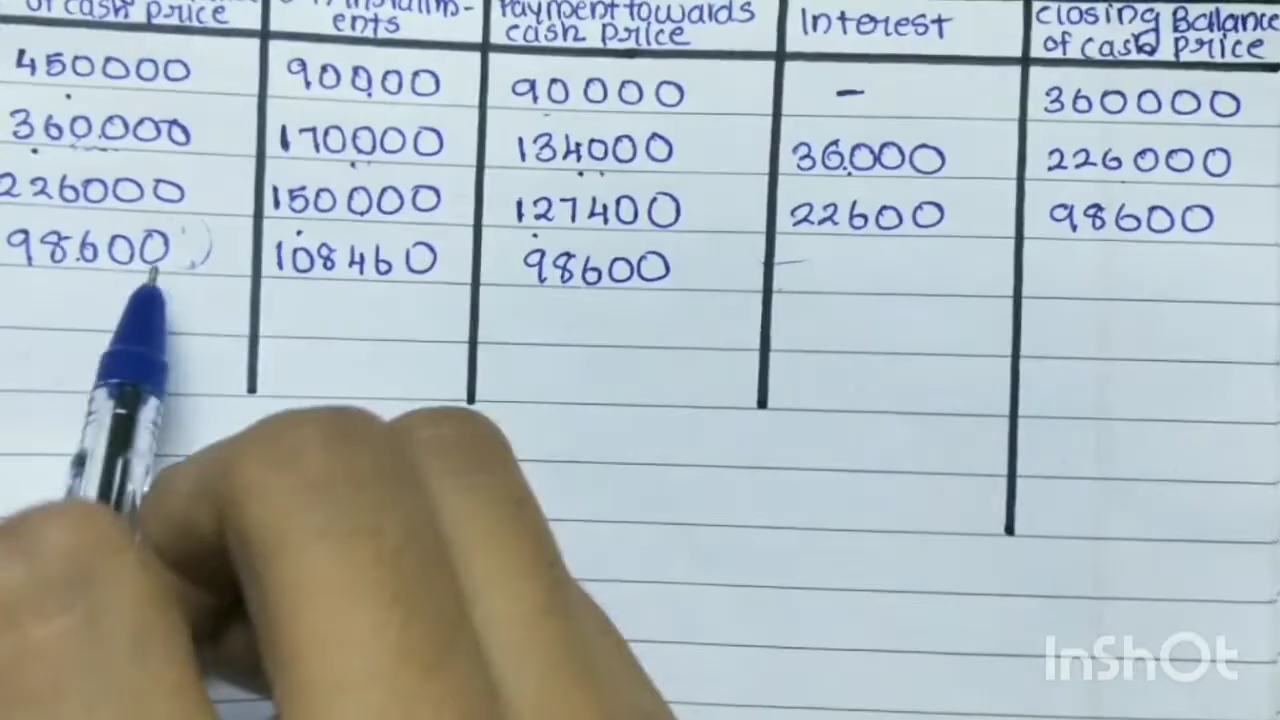 of cash price
ents
Payment towards
cash price
Interest
Closing Balance
of cash price
450000 90000 90000 - 360000
360000 170000 134000 36000 226000
226000 150000 127400 22600 98600
98600 108460 98600
InShOt